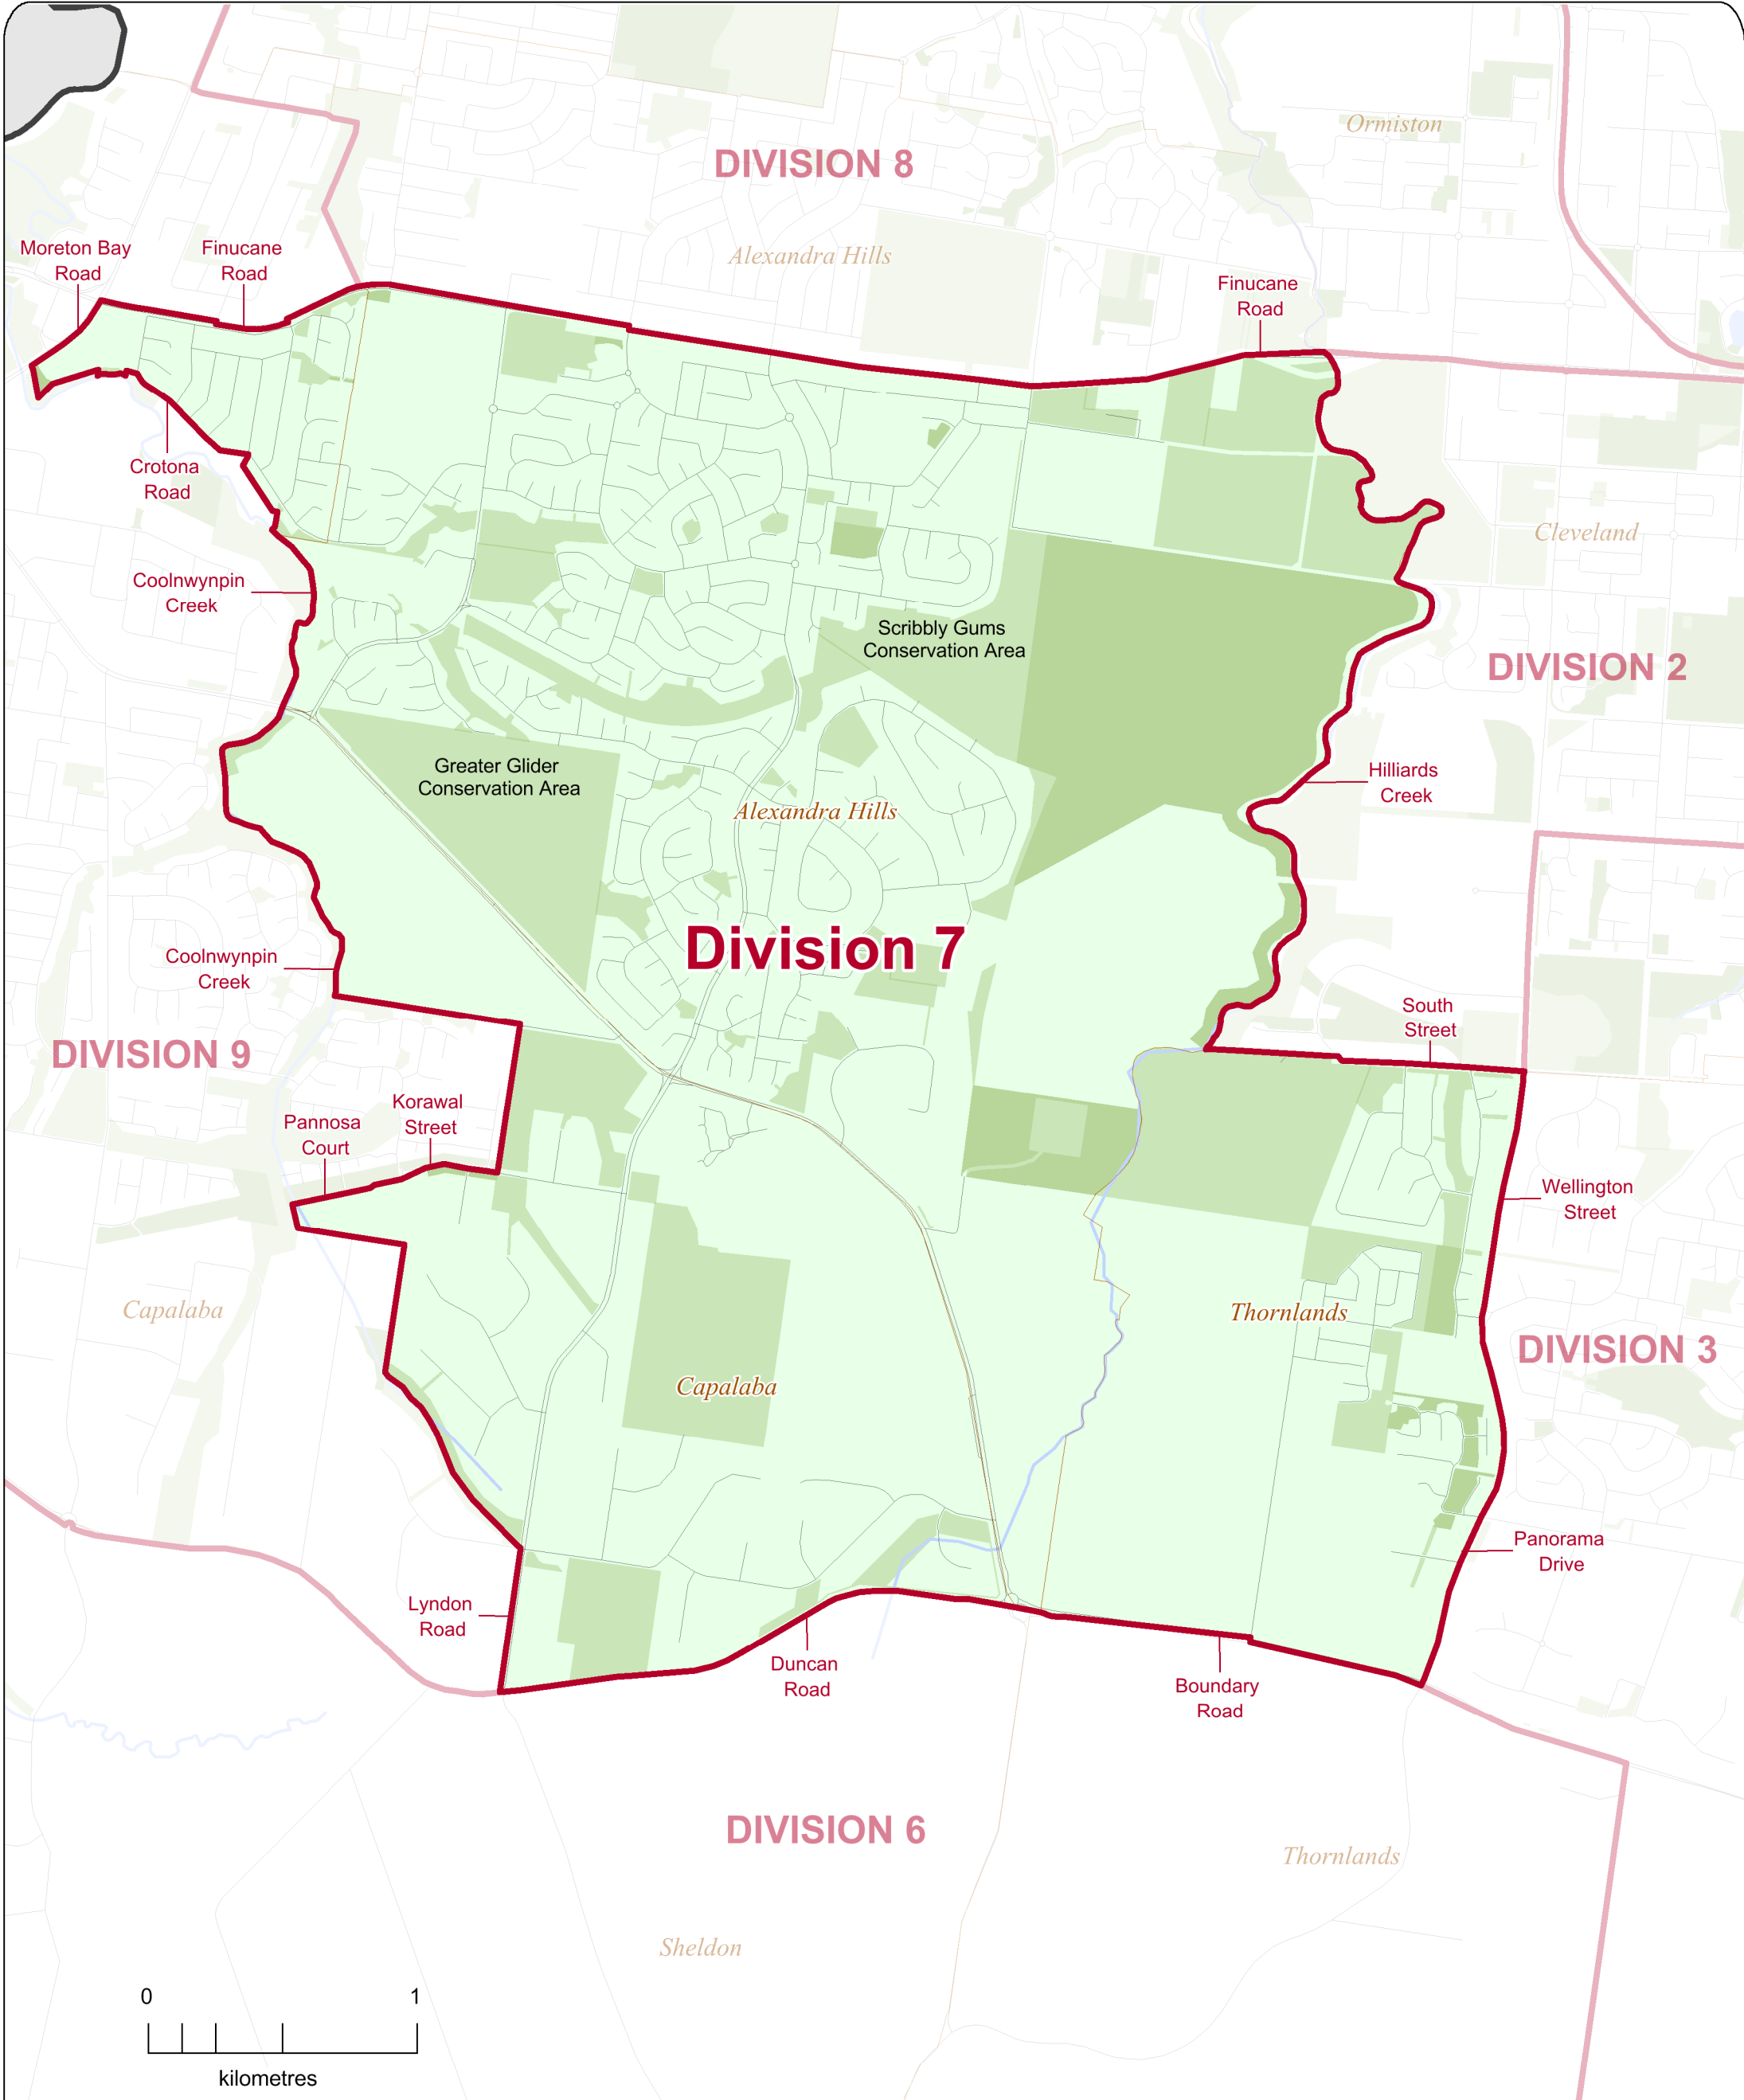 Ormiston
DIVISION 8
Moreton Bay
Road
Finucane
Road
Alexandra Hills
Finucane
Road
Crotona
Road
Cleveland
Coolnwynpin
Creek
Scribbly Gums
Conservation Area
DIVISION 2
Greater Glider
Conservation Area
Hilliards
Creek
Alexandra Hills
Division 7
Coolnwynpin
Creek
South
Street
DIVISION 9
Korawal
Street
Pannosa
Court
Wellington
Street
Capalaba
Thornlands
DIVISION 3
Capalaba
Panorama
Drive
Lyndon
Road
Duncan
Road
Boundary
Road
DIVISION 6
Thornlands
Sheldon
0 1
kilometres